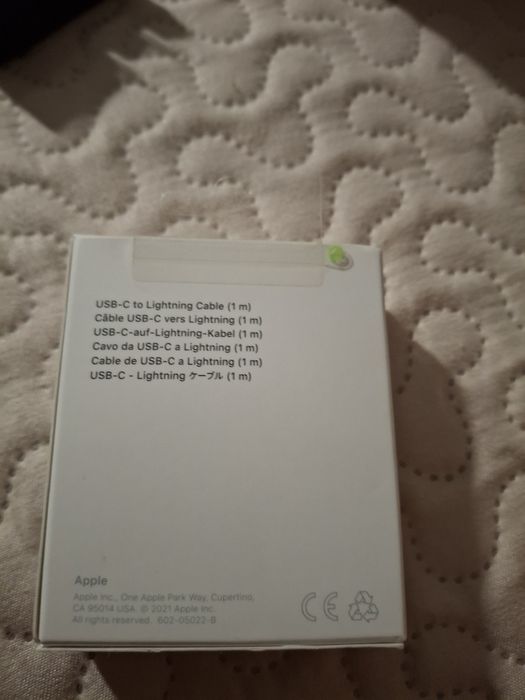 USB-C to Lightning Cable (1 m)
Câble USB-C vers Lightning (1 m)
USB-C-auf-Lightning-Kabel (1 m)
Cavo da USB-C a Lightning (1 m)
Cable de USB-C a Lightning (1 m)
USB-C - Lightning ケーブル (1 m)
Apple
Apple Inc., One Apple Park Way, Cupertino,
CA 95014 USA. © 2021 Apple Inc.
All rights reserved. 602-05022-B
CE